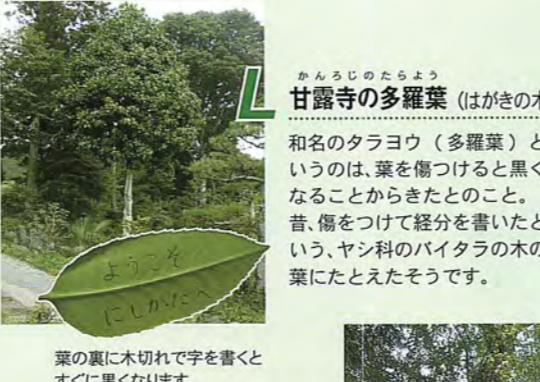 L
かんろじのたらよう
甘露寺の多羅葉 (はがきの木
和名のタラヨウ ( 多羅葉 ) と
いうのは、葉を傷つけると黒く
なることからきたとのこと。
昔、傷をつけて経分を書いたと
いう、ヤシ科のバイタラの木の
葉にたとえたそうです。
ようこそ
にしかたへ
葉の裏に木切れで字を書くと
すぐに黒くなります